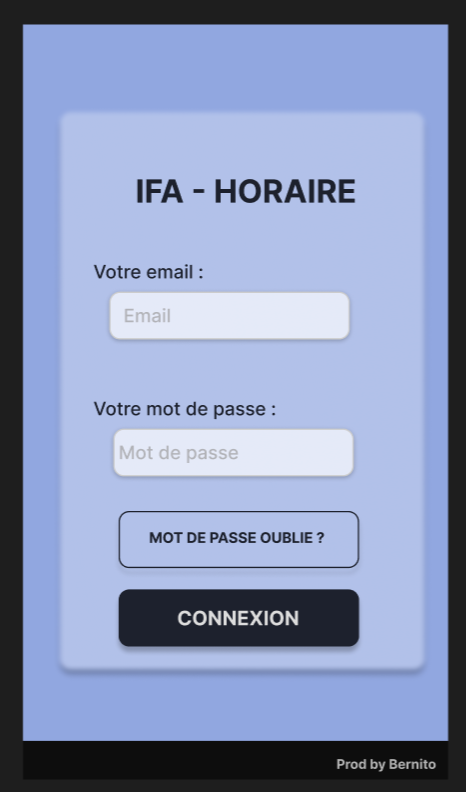 IFA - HORAIRE
Votre email :
Email
Votre mot de passe :
Mot de passe
MOT DE PASSE OUBLIE ?
CONNEXION
Prod by Bernito